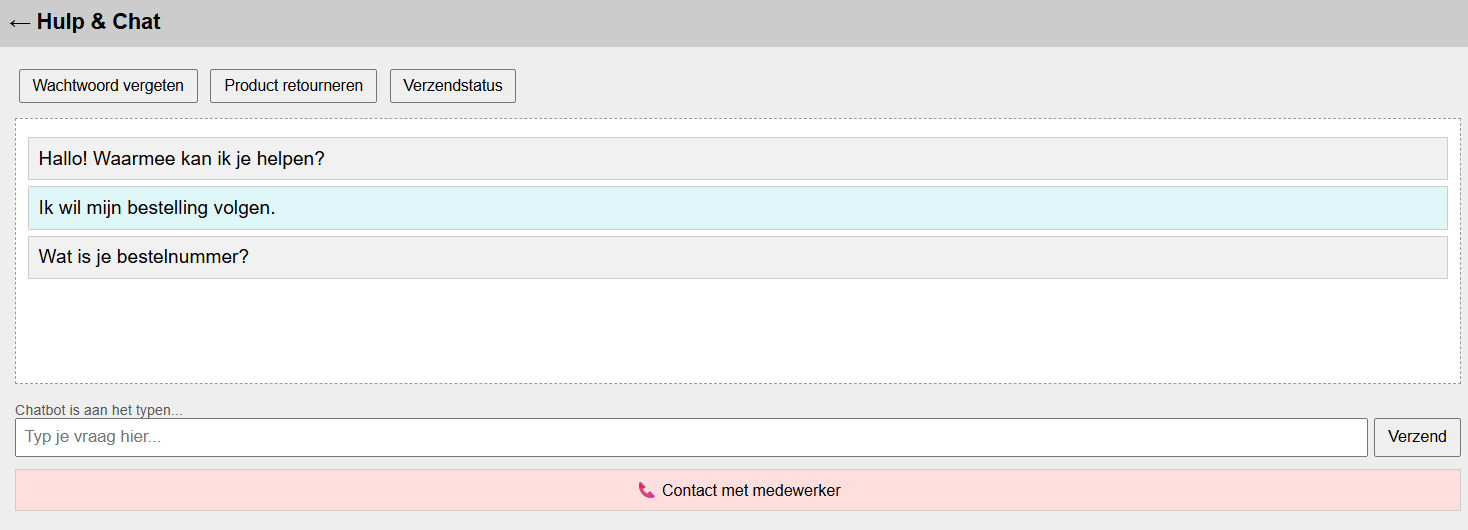 ← Hulp & Chat
Wachtwoord vergeten Product retourneren Verzendstatus
Hallo! Waarmee kan ik je helpen?
Ik wil mijn bestelling volgen.
Wat is je bestelnummer?
Chatbot is aan het typen...
Typ je vraag hier... Verzend
📞 Contact met medewerker